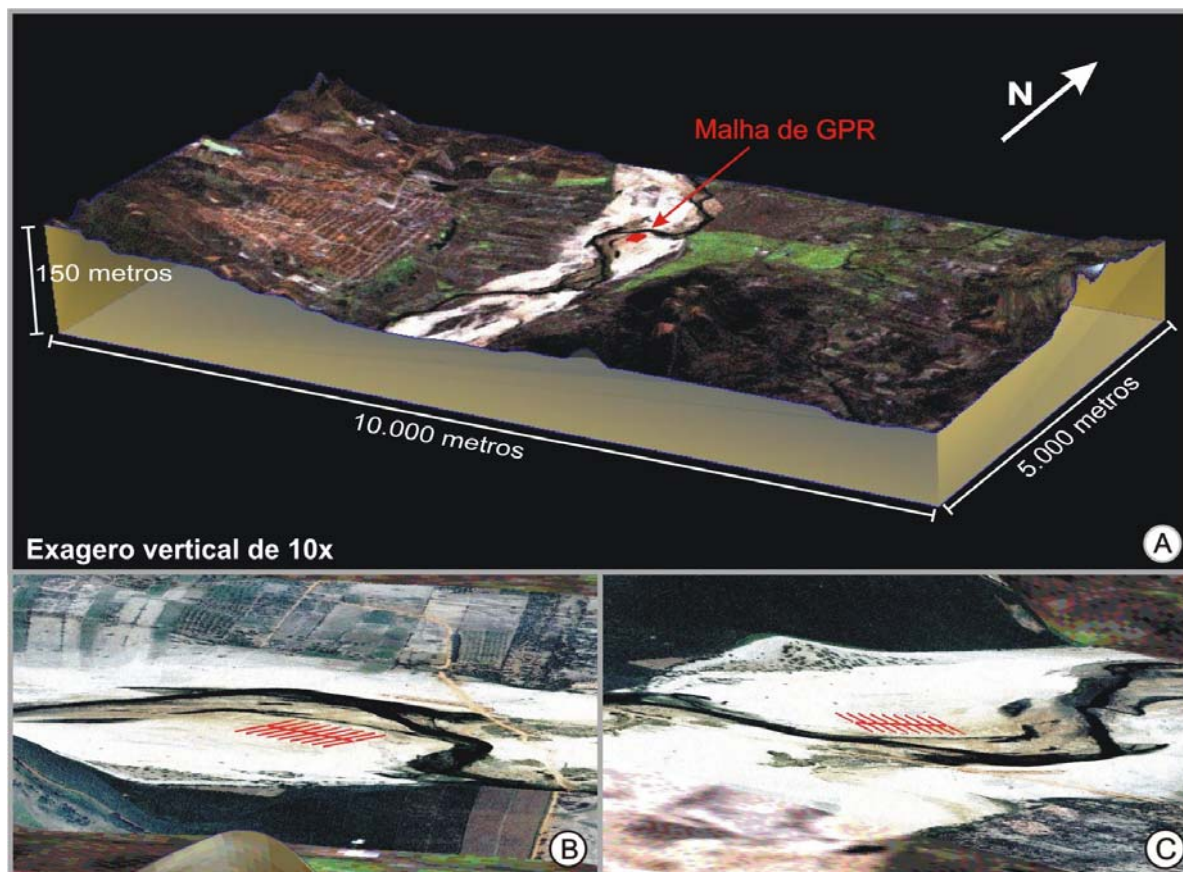 N
Malha de GPR
150 metros
10.000 metros
5.000 metros
Exagero vertical de 10x
A
B
C